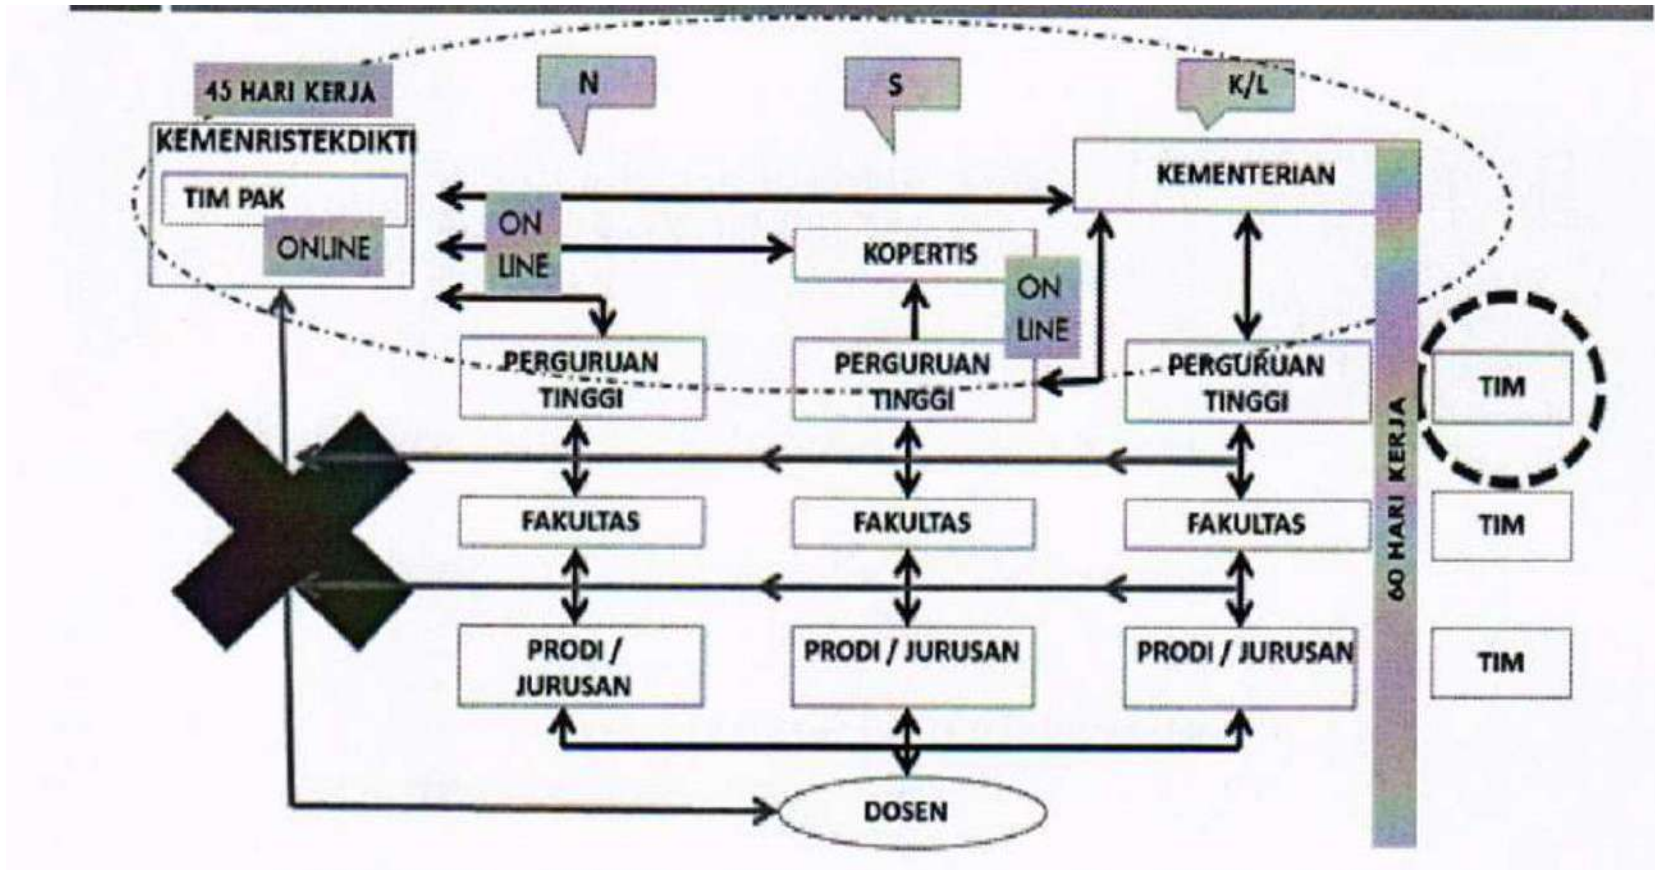 45 HARI KERJA
N
S
K/L
KEMENRISTEKDIKTI
TIM PAK
ONLINE
ON
LINE
KEMENTERIAN
KOPERTIS
ON
LINE
PERGURUAN
TINGGI
PERGURUAN
TINGGI
PERGURUAN
TINGGI
TIM
60 HARI KERJA
FAKULTAS
FAKULTAS
FAKULTAS
TIM
PRODI /
JURUSAN
PRODI / JURUSAN
PRODI / JURUSAN
TIM
DOSEN